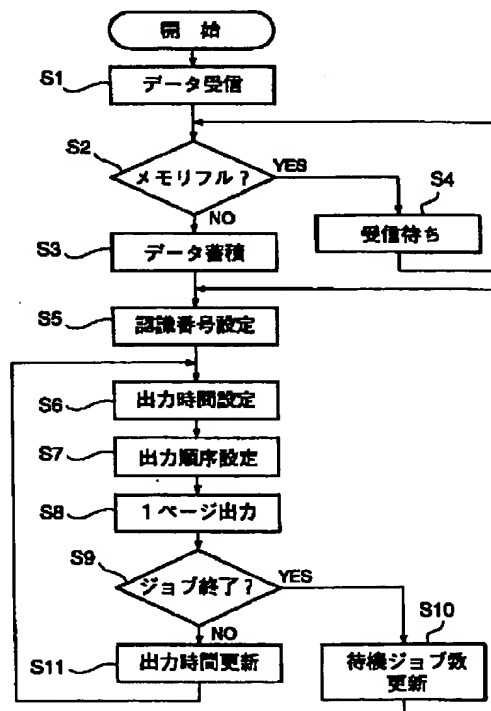 開 始
S1
データ受信
S2
メモリフル?
YES
S4
NO
受信待ち
S3
データ蓄積
S5
認識番号設定
S6
出力時間設定
S7
出力順序設定
S8
1ページ出力
S9
ジョブ終了?
YES
S10
NO
待機ジョブ数
更新
S11
出力時間更新